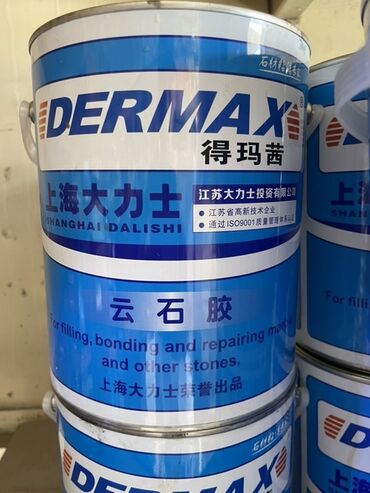 DERMAX
得玛茜
上海大力士
SHANGHAI DALISHI
江苏大力士投资有限公司
江苏省高新技术企业
通过ISO9001质量管理体系认证
云石胶
For filling, bonding and repairing
and other stones.
上海大力士荣誉出品
DERMAX
DERMA